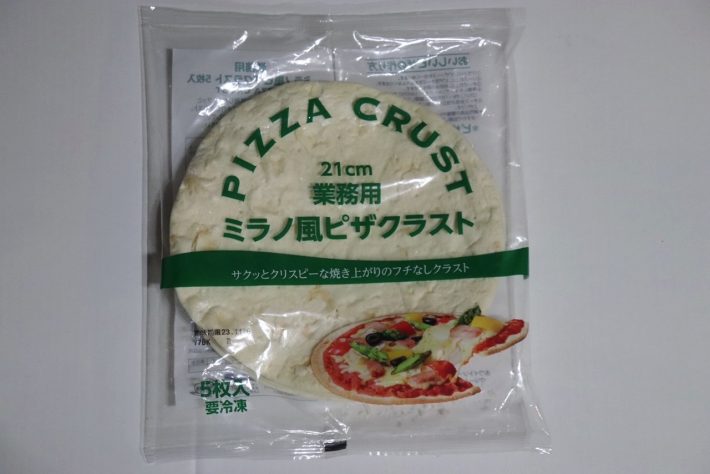 PIZZA CRUST
21cm
業務用
ミラノ風ピザクラスト
サクッとクリスピーな焼き上がりのフチなしクラスト
5枚入
要冷凍